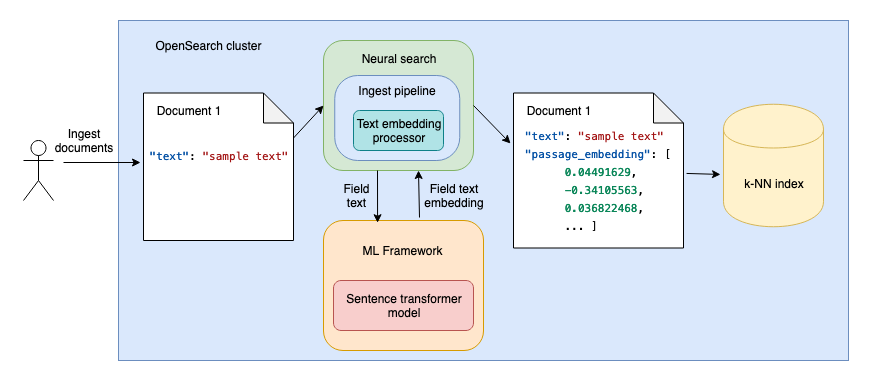 OpenSearch cluster
Ingest
documents
Document 1
"text": "sample text"
Neural search
Ingest pipeline
Text embedding
processor
Field
text
Field text
embedding
ML Framework
Sentence transformer
model
Document 1
"text": "sample text"
"passage_embedding": [
0.04491629,
-0.34105563,
0.036822468,
... ]
k-NN index